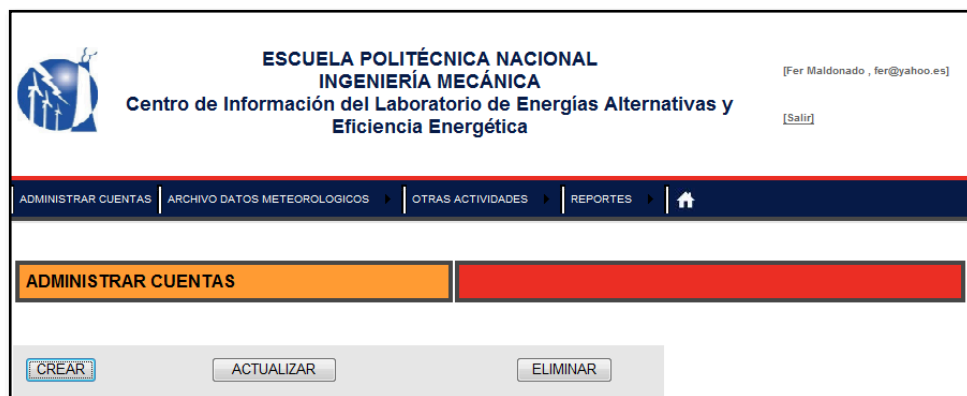 ESCUELA POLITÉCNICA NACIONAL
INGENIERÍA MECÁNICA
Centro de Información del Laboratorio de Energías Alternativas y
Eficiencia Energética
[Fer Maldonado , fer@yahoo.es]
[Salir]
ADMINISTRAR CUENTAS ARCHIVO DATOS METEOROLOGICOS OTRAS ACTIVIDADES REPORTES
ADMINISTRAR CUENTAS
CREAR ACTUALIZAR ELIMINAR